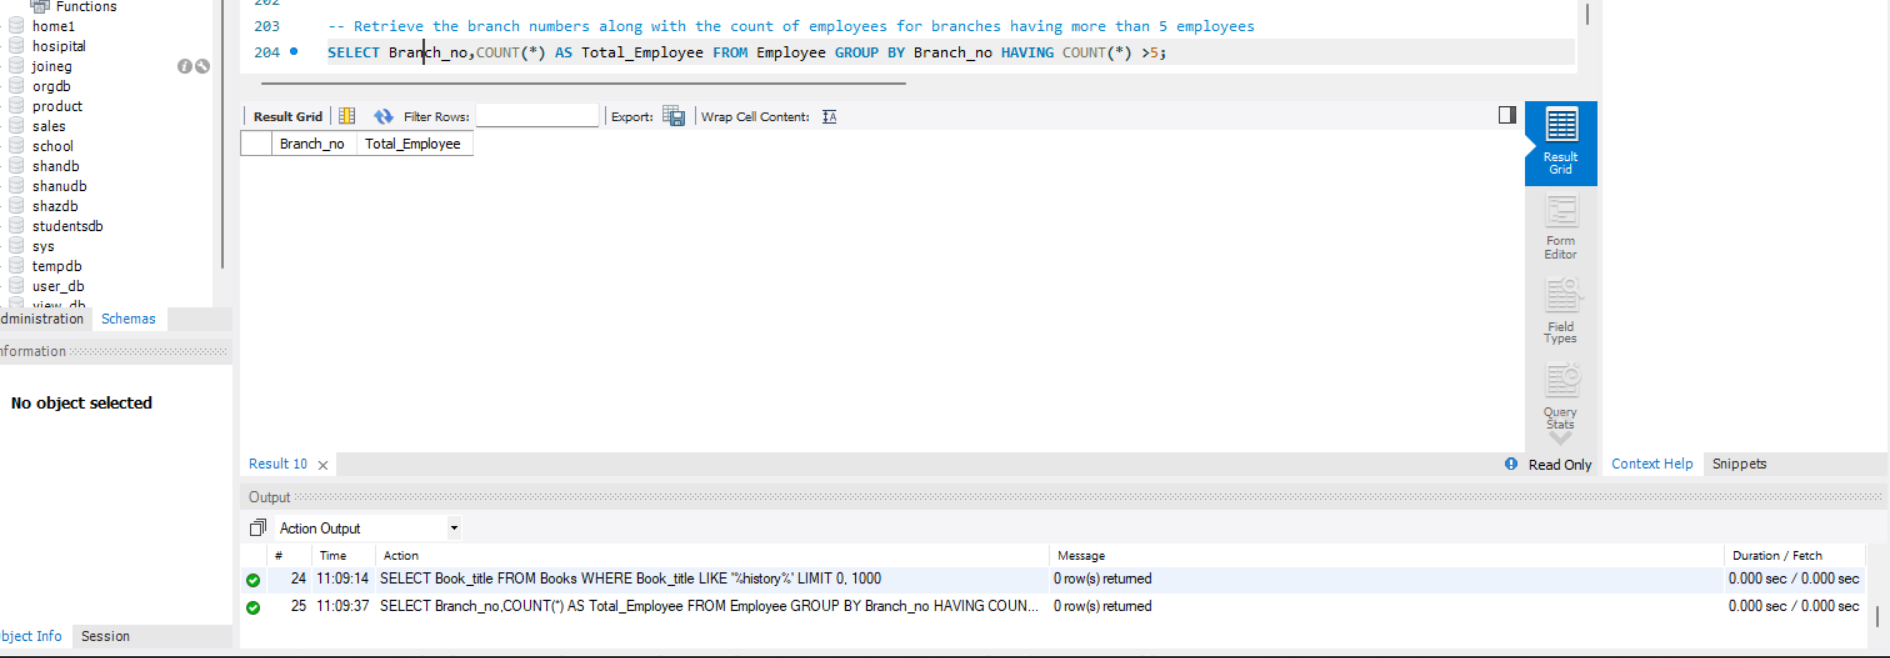 Functions
home1
hosipital
joineg
orgdb
product
sales
school
shandb
shanudb
shazdb
studentsdb
sys
tempdb
user_db
view_db
dministration Schemas
nformation
No object selected
bject Info Session
202
203 -- Retrieve the branch numbers along with the count of employees for branches having more than 5 employees
204 SELECT Branch_no,COUNT(*) AS Total_Employee FROM Employee GROUP BY Branch_no HAVING COUNT(*) >5;
Result Grid Filter Rows: Export: Wrap Cell Content:
Branch_no Total_Employee
Result
Grid
Form
Editor
Field
Types
Query
Stats
Result 10 Read Only Context Help Snippets
Output
Action Output
# Time Action Message Duration / Fetch
24 11:09:14 SELECT Book_title FROM Books WHERE Book_title LIKE '%history%' LIMIT 0, 1000 0 row(s) returned 0.000 sec / 0.000 sec
25 11:09:37 SELECT Branch_no,COUNT(*) AS Total_Employee FROM Employee GROUP BY Branch_no HAVING COUN... 0 row(s) returned 0.000 sec / 0.000 sec